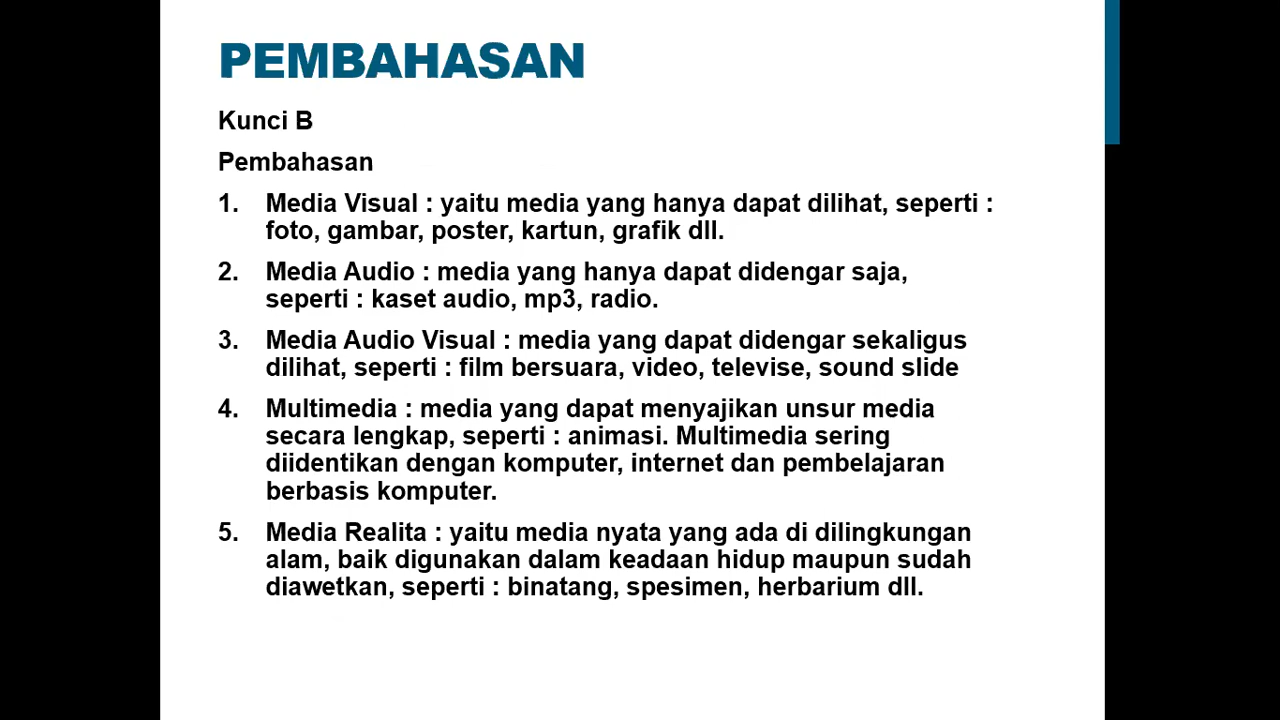 PEMBAHASAN
Kunci B
Pembahasan
1. Media Visual : yaitu media yang hanya dapat dilihat, seperti :
foto, gambar, poster, kartun, grafik dll.
2. Media Audio : media yang hanya dapat didengar saja,
seperti : kaset audio, mp3, radio.
3. Media Audio Visual : media yang dapat didengar sekaligus
dilihat, seperti : film bersuara, video, televise, sound slide
4. Multimedia : media yang dapat menyajikan unsur media
secara lengkap, seperti : animasi. Multimedia sering
diidentikan dengan komputer, internet dan pembelajaran
berbasis komputer.
5. Media Realita : yaitu media nyata yang ada di dilingkungan
alam, baik digunakan dalam keadaan hidup maupun sudah
diawetkan, seperti : binatang, spesimen, herbarium dll.